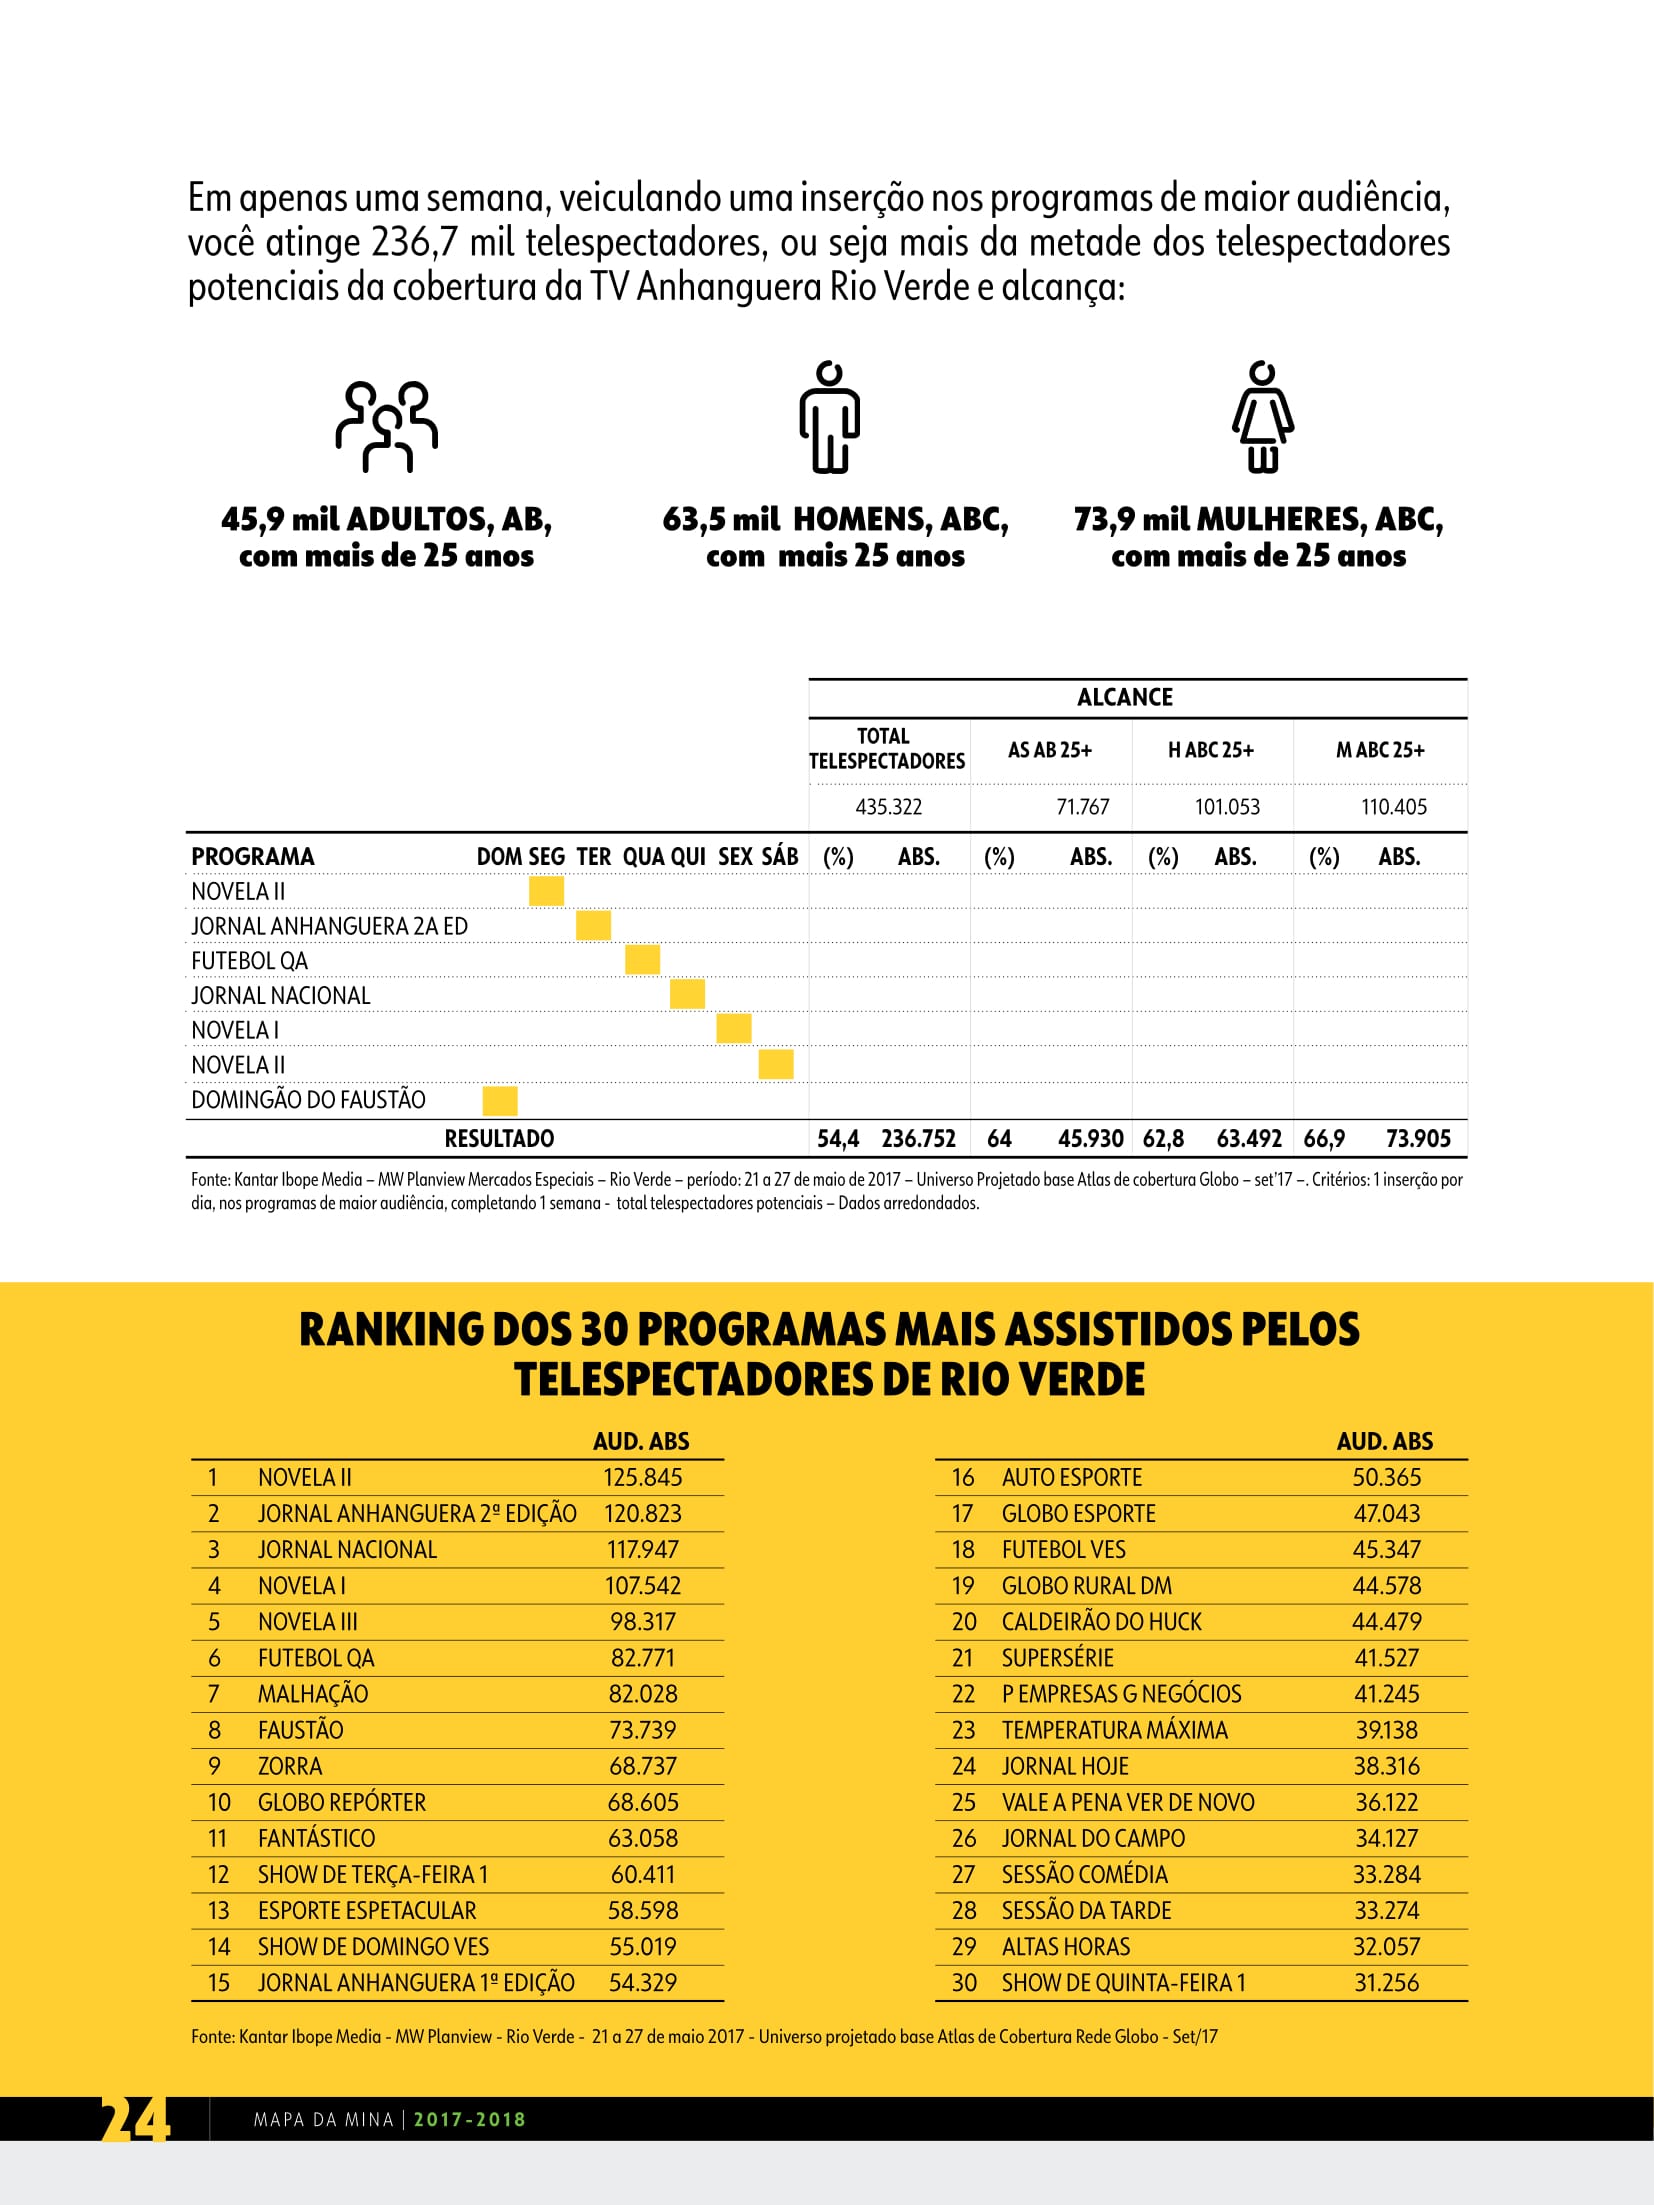 Em apenas uma semana, veiculando uma inserção nos programas de maior audiência,
você atinge 236,7 mil telespectadores, ou seja mais da metade dos telespectadores
potenciais da cobertura da TV Anhanguera Rio Verde e alcança:
45,9 mil ADULTOS, AB,
com mais de 25 anos
63,5 mil HOMENS, ABC,
com mais 25 anos
73,9 mil MULHERES, ABC,
com mais de 25 anos
ALCANCE
TOTAL
TELESPECTADORES AS AB 25+ H ABC 25+ M ABC 25+
435.322 71.767 101.053 110.405
PROGRAMA DOM SEG TER QUA QUI SEX SÁB (%) ABS. (%) ABS. (%) ABS. (%) ABS.
NOVELA II
JORNAL ANHANGUERA 2A ED
FUTEBOL QA
JORNAL NACIONAL
NOVELA I
NOVELA II
DOMINGÃO DO FAUSTÃO
RESULTADO 54,4 236.752 64 45.930 62,8 63.492 66,9 73.905
Fonte: Kantar Ibope Media – MW Planview Mercados Especiais – Rio Verde – período: 21 a 27 de maio de 2017 – Universo Projetado base Atlas de cobertura Globo – set'17 –. Critérios: 1 inserção por
dia, nos programas de maior audiência, completando 1 semana - total telespectadores potenciais – Dados arredondados.
RANKING DOS 30 PROGRAMAS MAIS ASSISTIDOS PELOS
TELESPECTADORES DE RIO VERDE
AUD. ABS
1 NOVELA II 125.845
2 JORNAL ANHANGUERA 2ª EDIÇÃO 120.823
3 JORNAL NACIONAL 117.947
4 NOVELA I 107.542
5 NOVELA III 98.317
6 FUTEBOL QA 82.771
7 MALHAÇÃO 82.028
8 FAUSTÃO 73.739
9 ZORRA 68.737
10 GLOBO REPÓRTER 68.605
11 FANTÁSTICO 63.058
12 SHOW DE TERÇA-FEIRA 1 60.411
13 ESPORTE ESPETACULAR 58.598
14 SHOW DE DOMINGO VES 55.019
15 JORNAL ANHANGUERA 1ª EDIÇÃO 54.329
AUD. ABS
16 AUTO ESPORTE 50.365
17 GLOBO ESPORTE 47.043
18 FUTEBOL VES 45.347
19 GLOBO RURAL DM 44.578
20 CALDEIRÃO DO HUCK 44.479
21 SUPERSÉRIE 41.527
22 P EMPRESAS G NEGÓCIOS 41.245
23 TEMPERATURA MÁXIMA 39.138
24 JORNAL HOJE 38.316
25 VALE A PENA VER DE NOVO 36.122
26 JORNAL DO CAMPO 34.127
27 SESSÃO COMÉDIA 33.284
28 SESSÃO DA TARDE 33.274
29 ALTAS HORAS 32.057
30 SHOW DE QUINTA-FEIRA 1 31.256
Fonte: Kantar Ibope Media - MW Planview - Rio Verde - 21 a 27 de maio 2017 - Universo projetado base Atlas de Cobertura Rede Globo - Set/17
24 MAPA DA MINA | 2017-2018